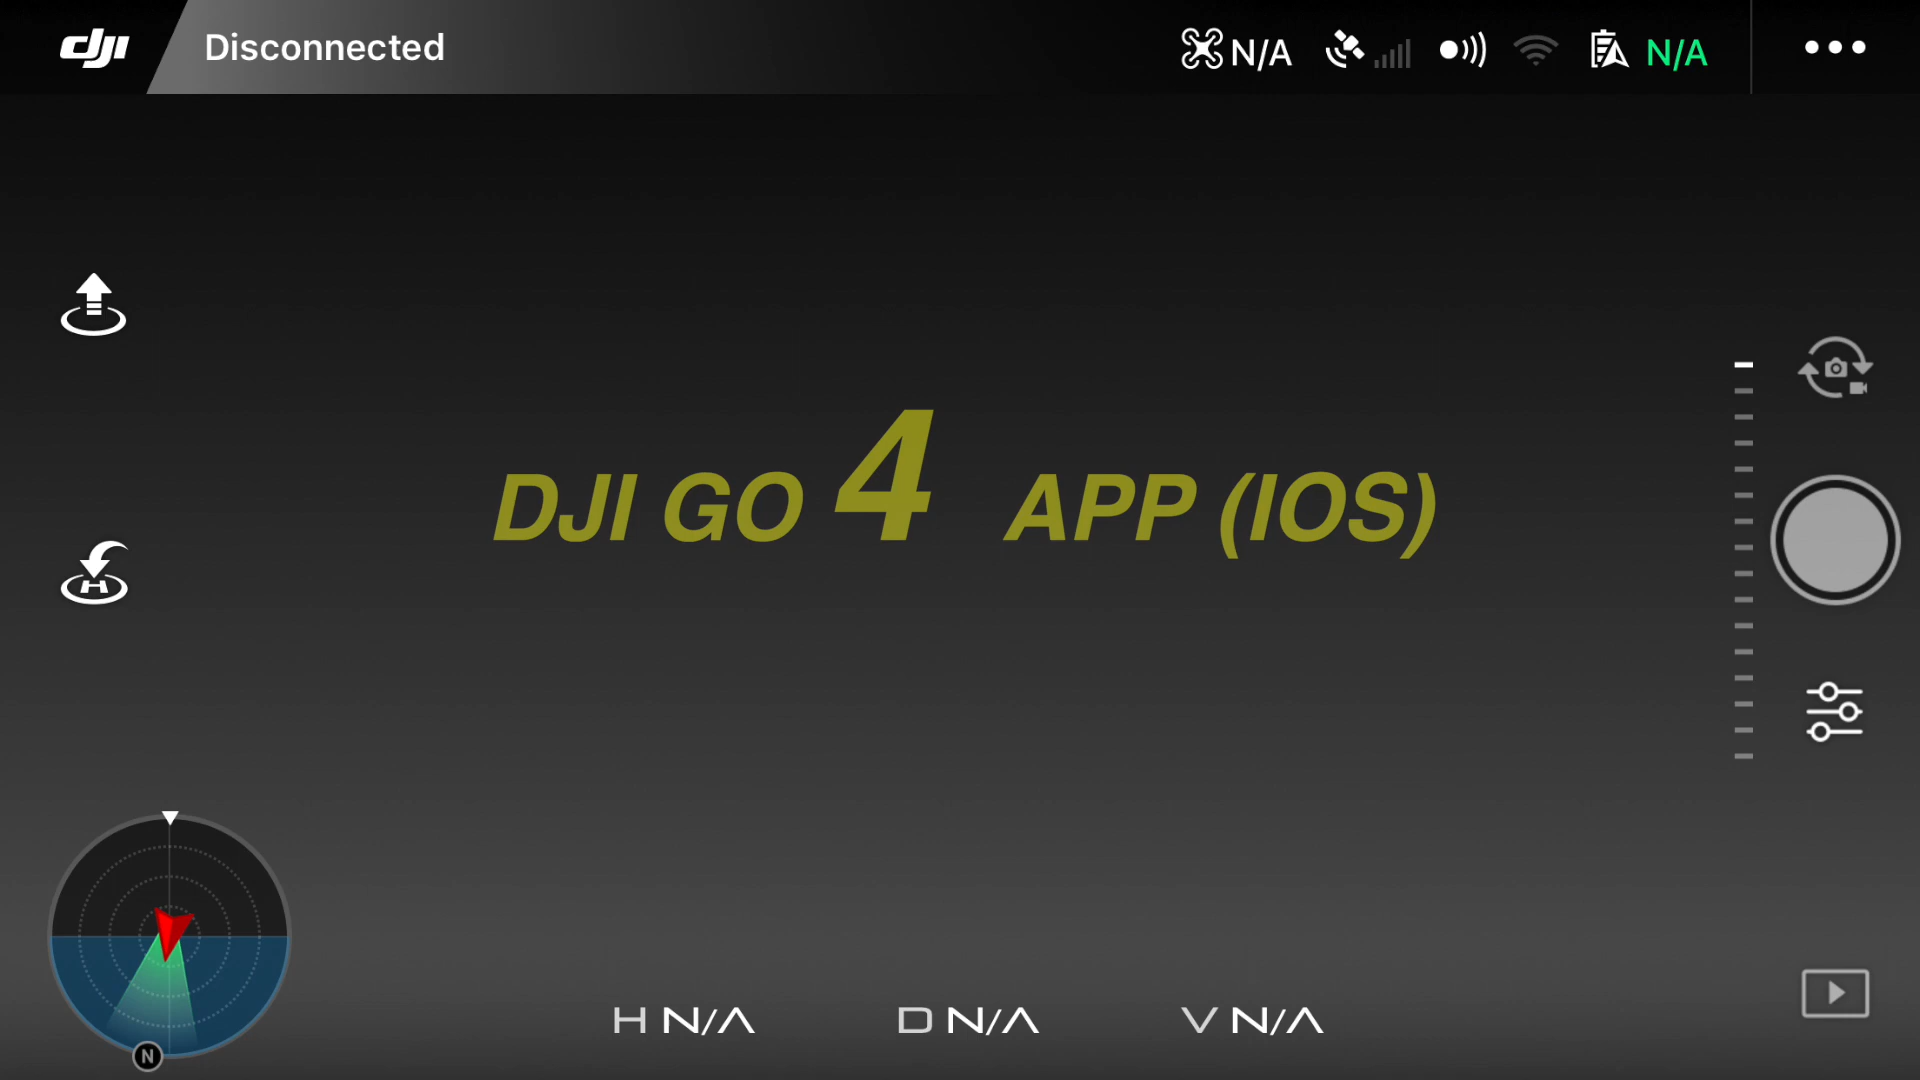 dji Disconnected N/A N/A
DJI GO 4 APP (IOS)
H
N
H N/A D N/A V N/A